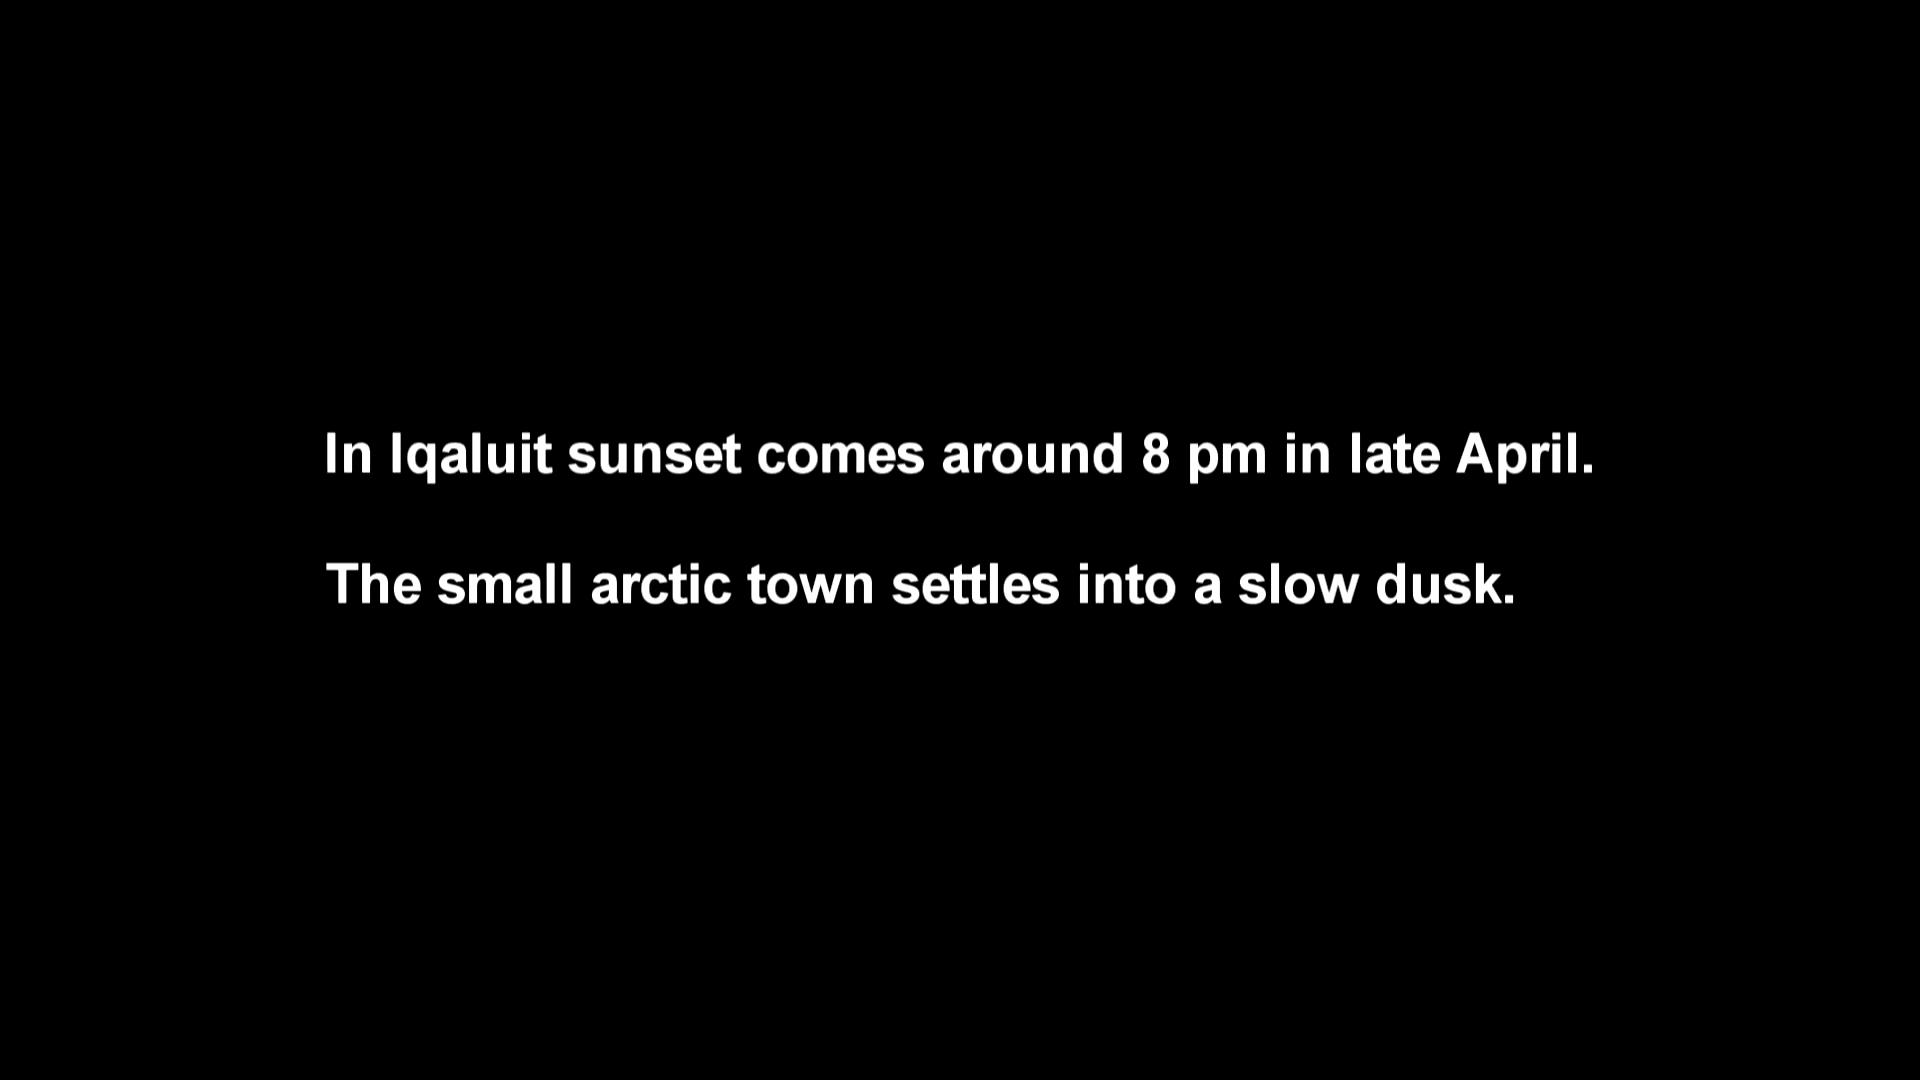 In Iqaluit sunset comes around 8 pm in late April.
The small arctic town settles into a slow dusk.